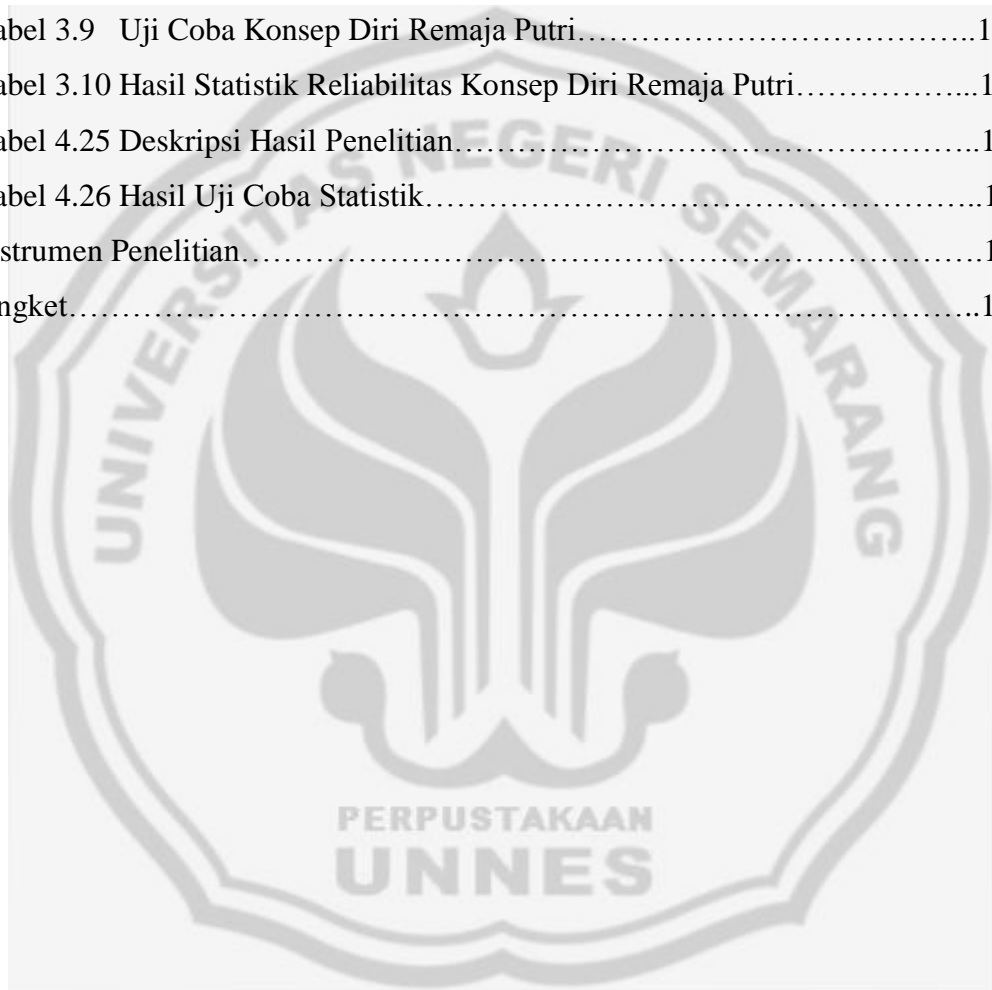 abel 3.9 Uji Coba Konsep Diri Remaja Putri…………………………………..1
abel 3.10 Hasil Statistik Reliabilitas Konsep Diri Remaja Putri……………...1
abel 4.25 Deskripsi Hasil Penelitian…………………………………………..1
abel 4.26 Hasil Uji Coba Statistik……………………………………………..1
strumen Penelitian…………………………………………………………….1
ngket…………………………………………………………………………..1
UNIVERSITAS NEGERI SEMARANG
PERPUSTAKAAN
UNNES